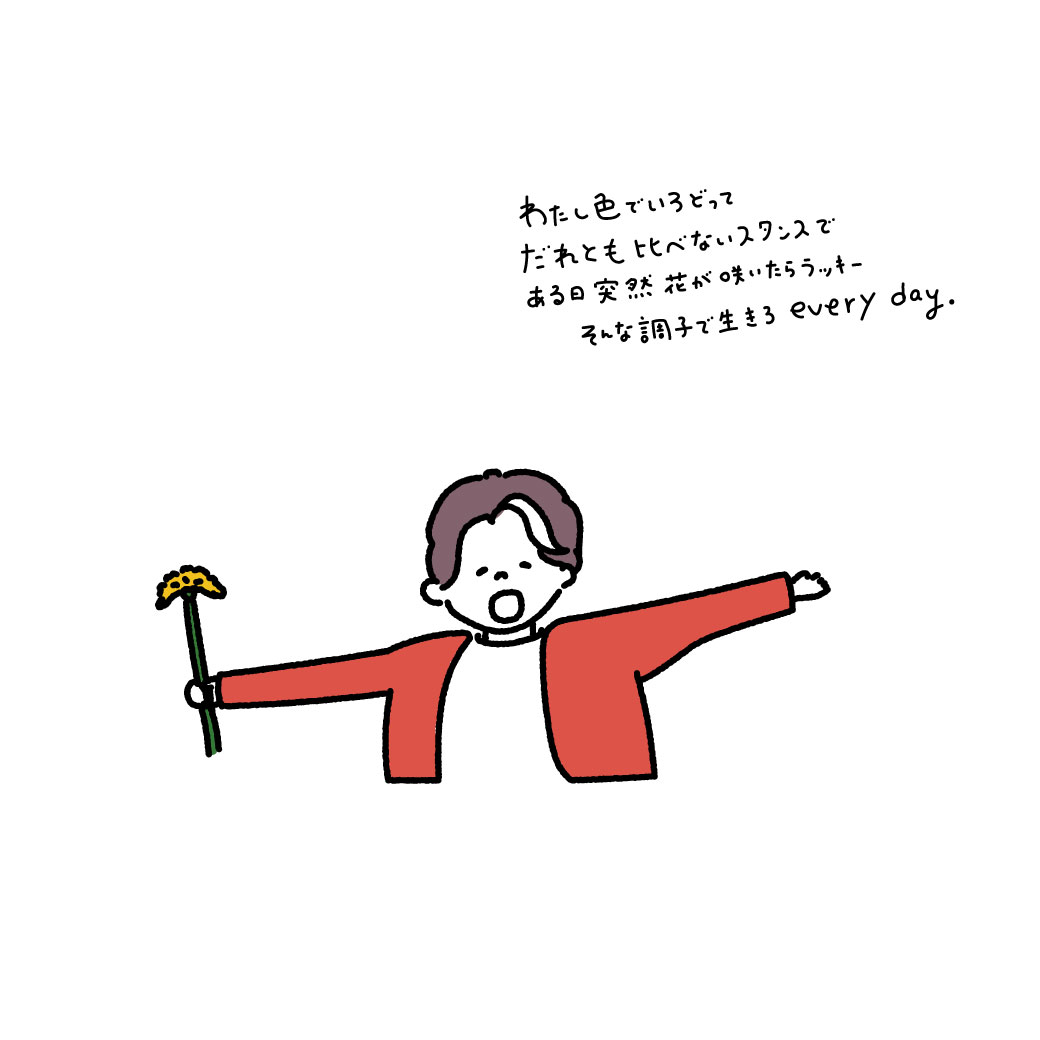 わたし色でいろどって
だれとも比べないスタンスで
ある日突然花が咲いたらラッキー
そんな調子で生きろ every day.